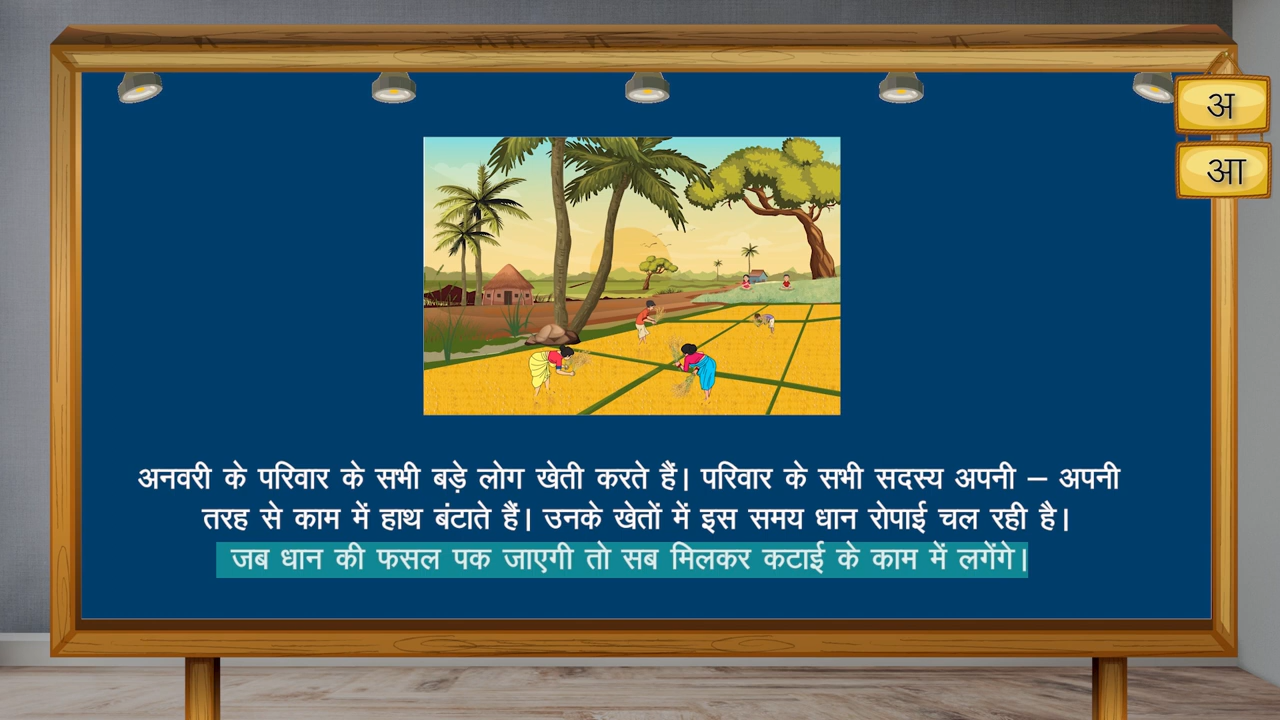 अ
आ
अनवरी के परिवार के सभी बड़े लोग खेती करते हैं। परिवार के सभी सदस्य अपनी – अपनी
तरह से काम में हाथ बंटाते हैं। उनके खेतों में इस समय धान रोपाई चल रही है।
जब धान की फसल पक जाएगी तो सब मिलकर कटाई के काम में लगेंगे।